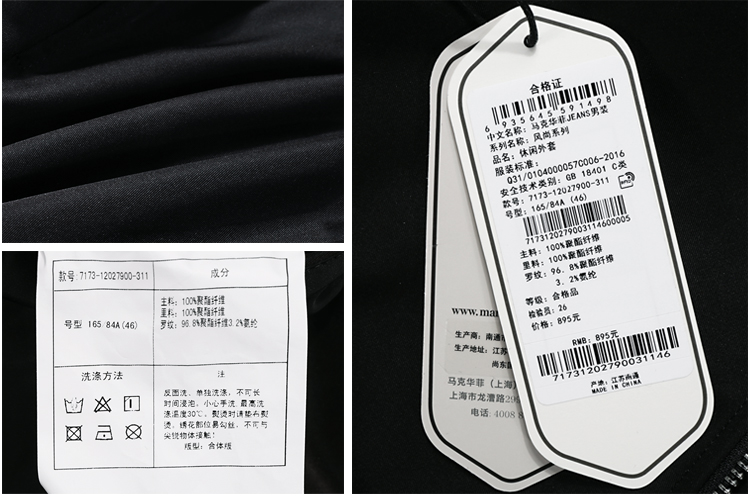 款号: 7173-12027900-311
成分
号型 165 84A(46)
主料: 100%聚酯纤维
里料: 100%聚酯纤维
罗纹: 96.8%聚酯纤维3.2%氨纶
洗涤方法
注
反面洗、单独洗涤, 不可长
时间浸泡、小心手洗 最高洗
涤温度30℃、熨烫时请垫布熨
烫、绣花部位易勾丝, 不可与
尖锐物体接触!
版型: 合体版
合格证
6 935645 591498
中文名称: 马克华菲JEANS男装
系列名称: 风尚系列
品名: 休闲外套
服装标准:
Q31/0104000057C006-2016
安全技术类别: GB 18401 C类
款号: 7173-12027900-311
号型: 165/84A (46)
7173120279003114600005
主料: 100%聚酯纤维
里料: 100%聚酯纤维
罗纹: 96.8%聚酯纤维
3.2%氨纶
等级: 合格品
检验员: 26
价格: 895元
RMB: 895元
71731202790031146
产地: 江苏南通
MADE IN CHINA
www.mar
生产商: 南通
生产地址: 江苏
尚东
马克华菲 (上海)
上海市龙漕路29
电话: 4008 8